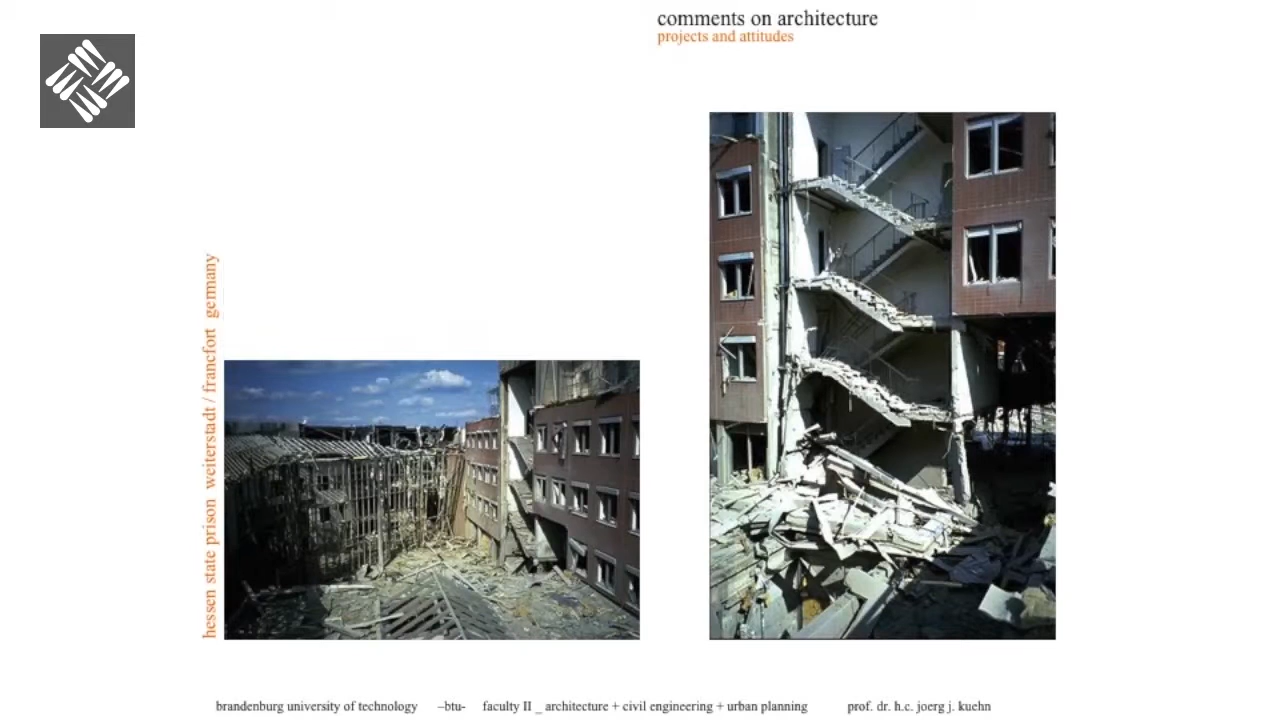 comments on architecture
projects and attitudes
hessen state prison weiterstadt / francfort germany
brandenburg university of technology –btu- faculty II _ architecture + civil engineering + urban planning prof. dr. h.c. joerg j. kuehn